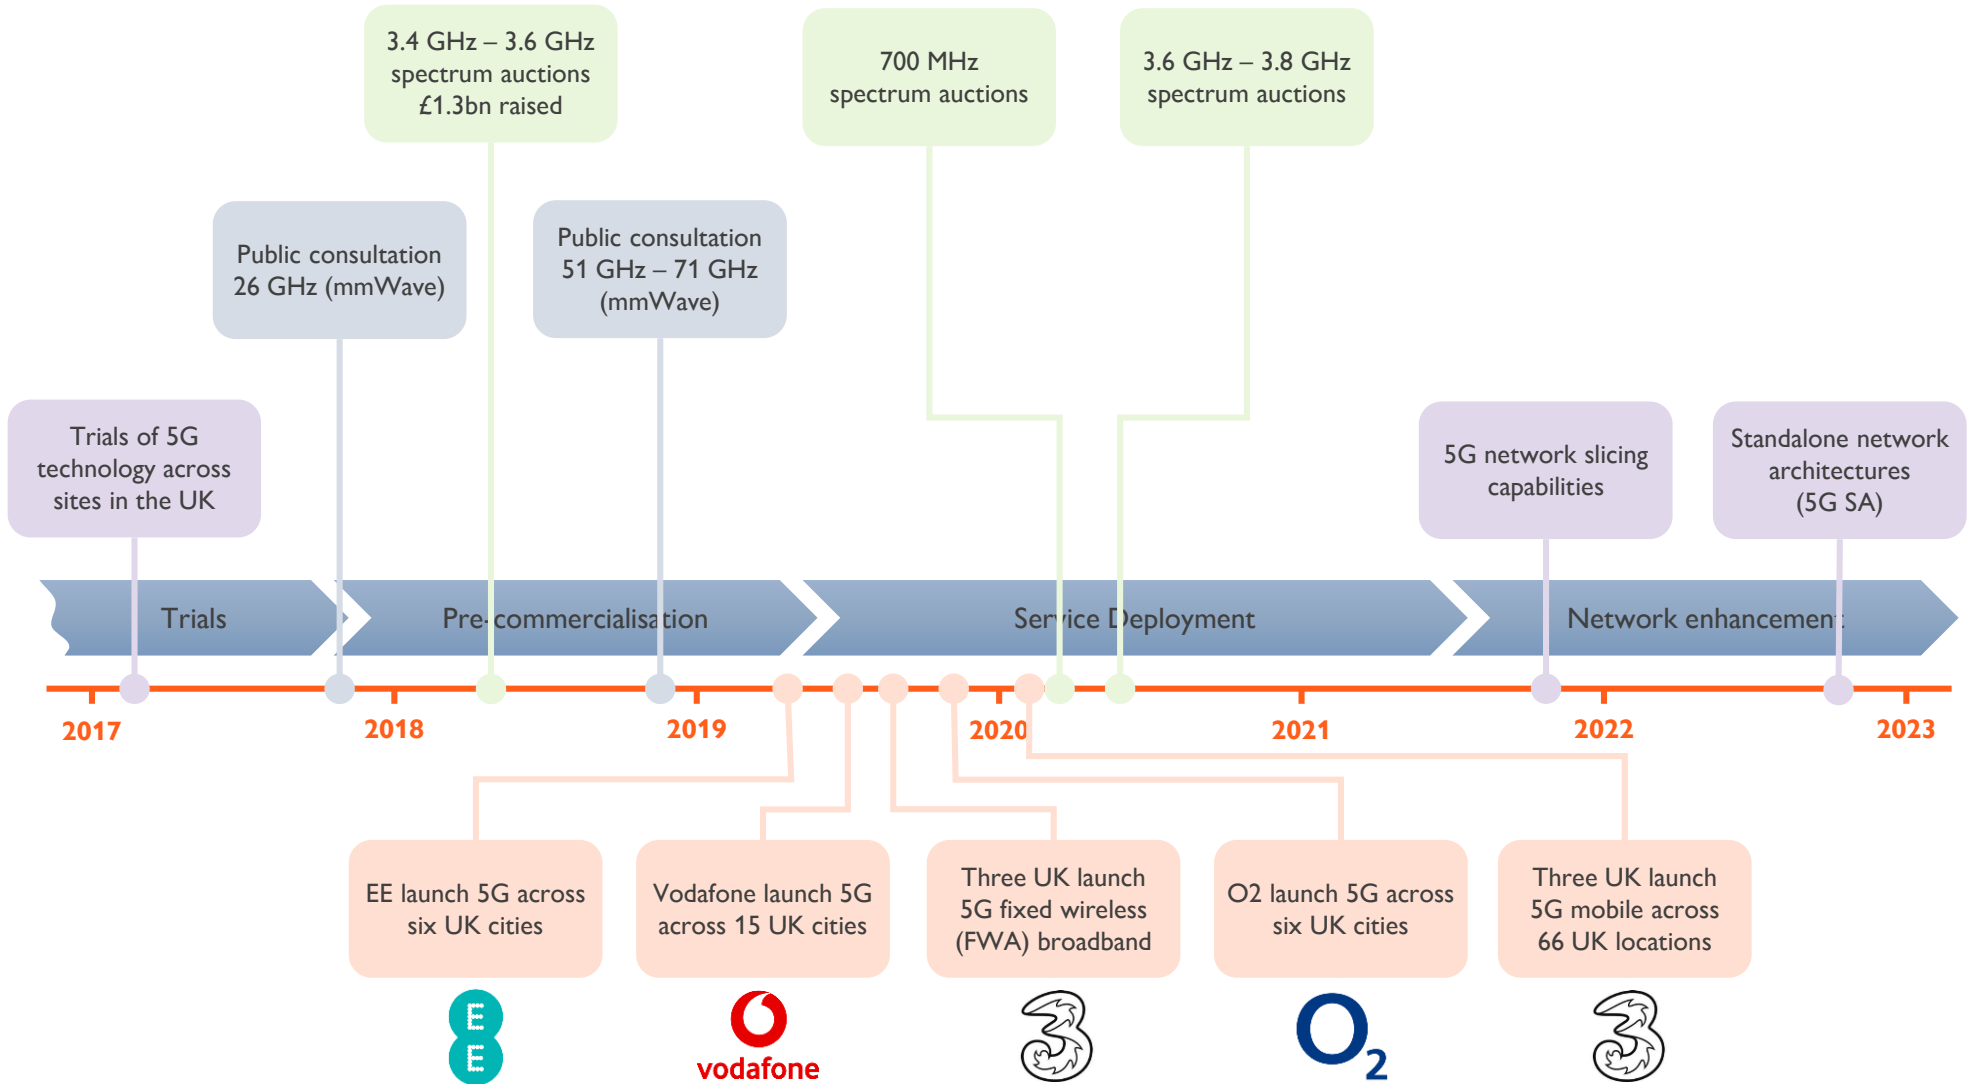 3.4 GHz – 3.6 GHz
spectrum auctions
£1.3bn raised
700 MHz
spectrum auctions
3.6 GHz – 3.8 GHz
spectrum auctions
Public consultation
26 GHz (mmWave)
Public consultation
51 GHz – 71 GHz
(mmWave)
Trials of 5G
technology across
sites in the UK
5G network slicing
capabilities
Standalone network
architectures
(5G SA)
Trials
Pre-commercialisation
Service Deployment
Network enhancement
2017
2018
2019
2020
2021
2022
2023
EE launch 5G across
six UK cities
Vodafone launch 5G
across 15 UK cities
Three UK launch
5G fixed wireless
(FWA) broadband
O2 launch 5G across
six UK cities
Three UK launch
5G mobile across
66 UK locations
E
E
vodafone
3
O2
3